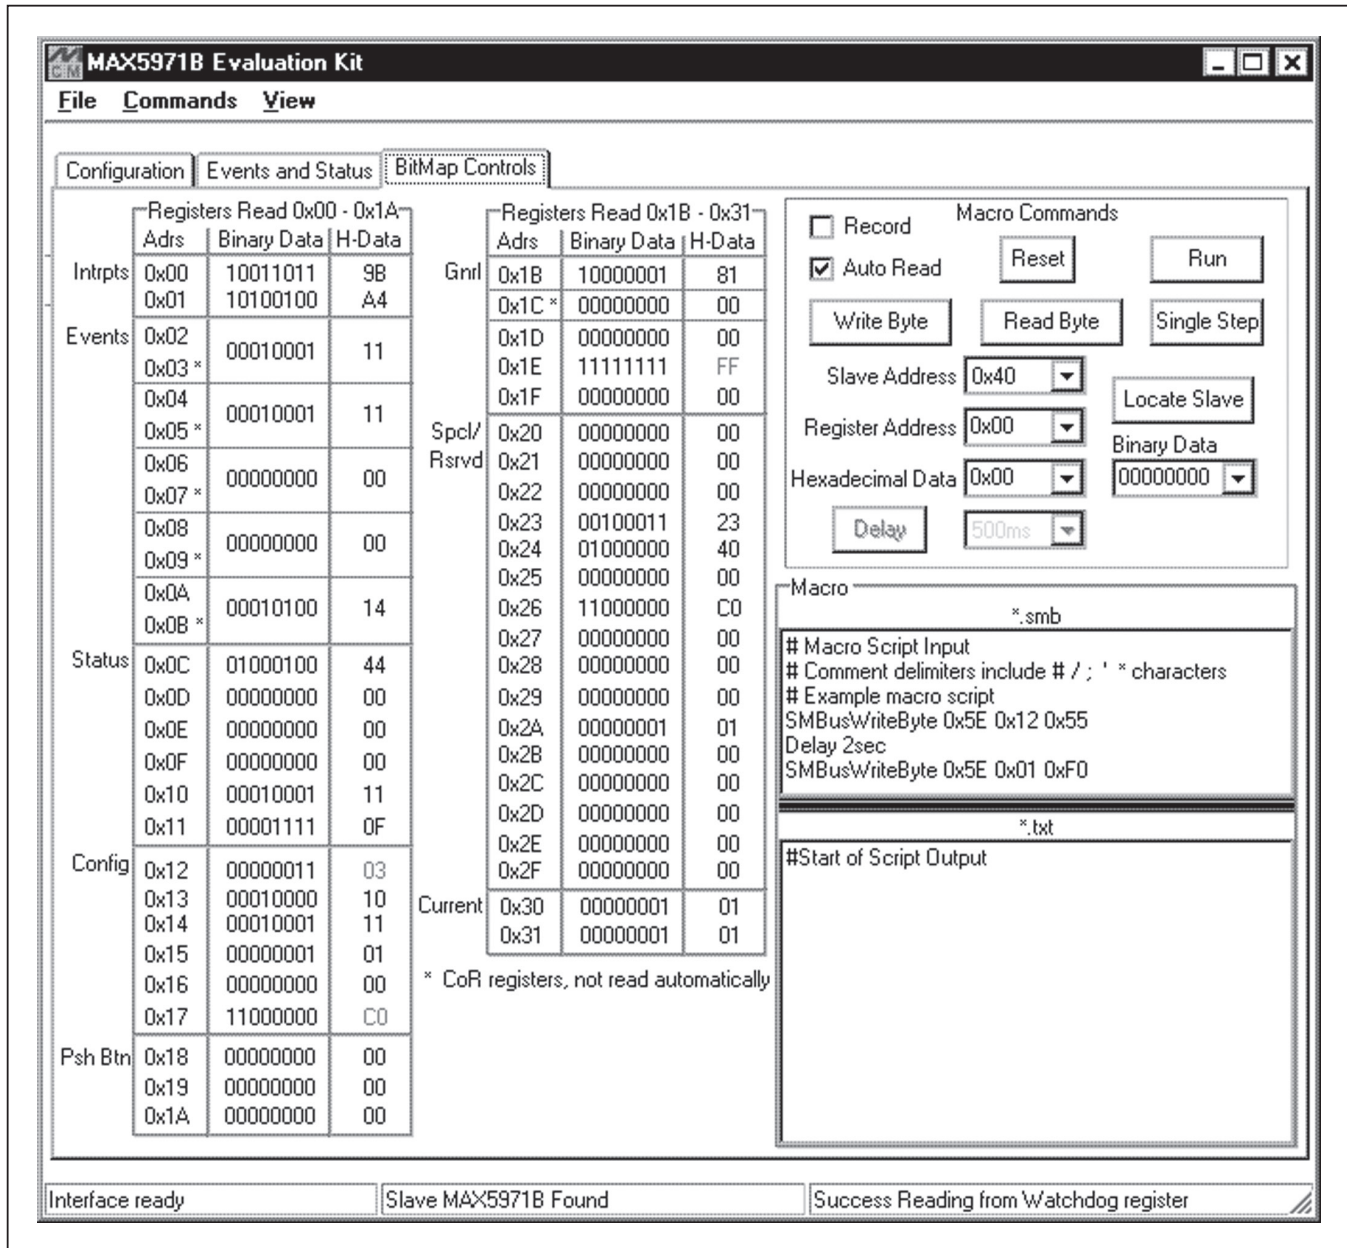 MAX5971B Evaluation Kit
File Commands View
Configuration Events and Status BitMap Controls
Registers Read 0x00 - 0x1A
Adrs Binary Data H-Data
Intrpts 0x00 10011011 9B
0x01 10100100 A4
Events 0x02
0x03 * 00010001 11
0x04
0x05 * 00010001 11
0x06
0x07 * 00000000 00
0x08
0x09 * 00000000 00
0x0A
0x0B * 00010100 14
Status 0x0C 01000100 44
0x0D 00000000 00
0x0E 00000000 00
0x0F 00000000 00
0x10 00010001 11
0x11 00001111 0F
Config 0x12 00000011 03
0x13 00010000 10
0x14 00010001 11
0x15 00000001 01
0x16 00000000 00
0x17 11000000 C0
Psh Btn 0x18 00000000 00
0x19 00000000 00
0x1A 00000000 00
Registers Read 0x1B - 0x31
Adrs Binary Data H-Data
Gnrl 0x1B 10000001 81
0x1C * 00000000 00
0x1D 00000000 00
0x1E 11111111 FF
0x1F 00000000 00
Spcl/ 0x20 00000000 00
Rsrvd 0x21 00000000 00
0x22 00000000 00
0x23 00100011 23
0x24 01000000 40
0x25 00000000 00
0x26 11000000 C0
0x27 00000000 00
0x28 00000000 00
0x29 00000000 00
0x2A 00000001 01
0x2B 00000000 00
0x2C 00000000 00
0x2D 00000000 00
0x2E 00000000 00
0x2F 00000000 00
Current 0x30 00000001 01
0x31 00000001 01
* CoR registers, not read automatically
Macro Commands
Record
Auto Read Reset Run
Write Byte Read Byte Single Step
Slave Address 0x40
Locate Slave
Register Address 0x00
Binary Data
Hexadecimal Data 0x00 00000000
Delay 500ms
Macro
*.smb
# Macro Script Input
# Comment delimiters include # / ; ' * characters
# Example macro script
SMBusWriteByte 0x5E 0x12 0x55
Delay 2sec
SMBusWriteByte 0x5E 0x01 0xF0
*.txt
#Start of Script Output
Interface ready Slave MAX5971B Found Success Reading from Watchdog register